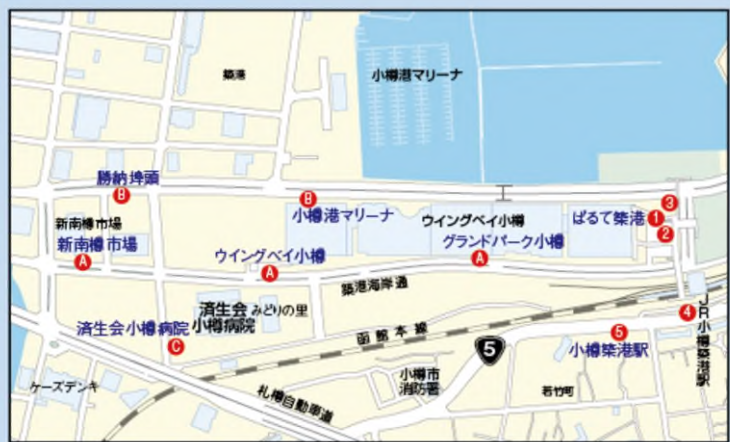 築港
小樽港マリーナ
勝納埠頭
B
B
小樽港マリーナ
3
新南樽市場
新南樽市場
A
ウイングベイ小樽
A
ウイングベイ小樽
グランドパーク小樽
A
ぱるて築港
1
2
築港海岸通
済生会
小樽病院
みどりの里
済生会小樽病院
C
函館本線
5
4
JR小樽築港駅
5
小樽築港駅
小樽市
消防署
若竹町
ケーズデンキ
札樽自動車道